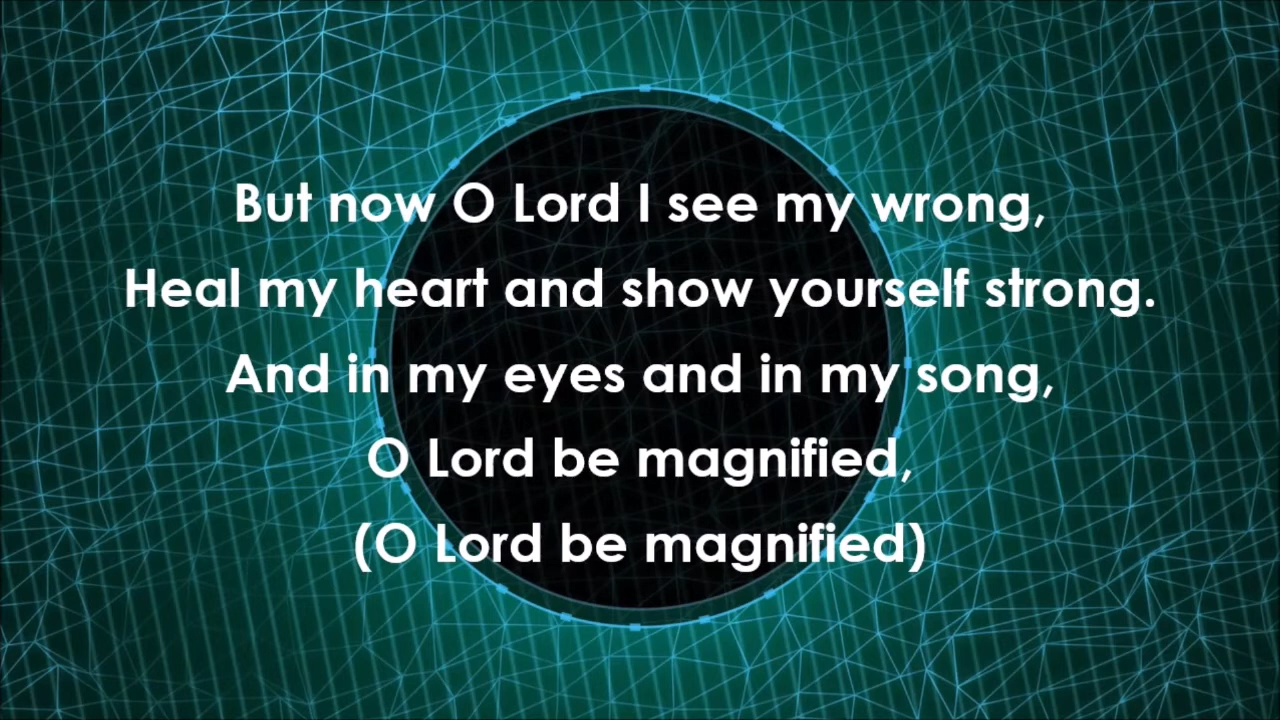 But now O Lord I see my wrong,
Heal my heart and show yourself strong.
And in my eyes and in my song,
O Lord be magnified,
(O Lord be magnified)